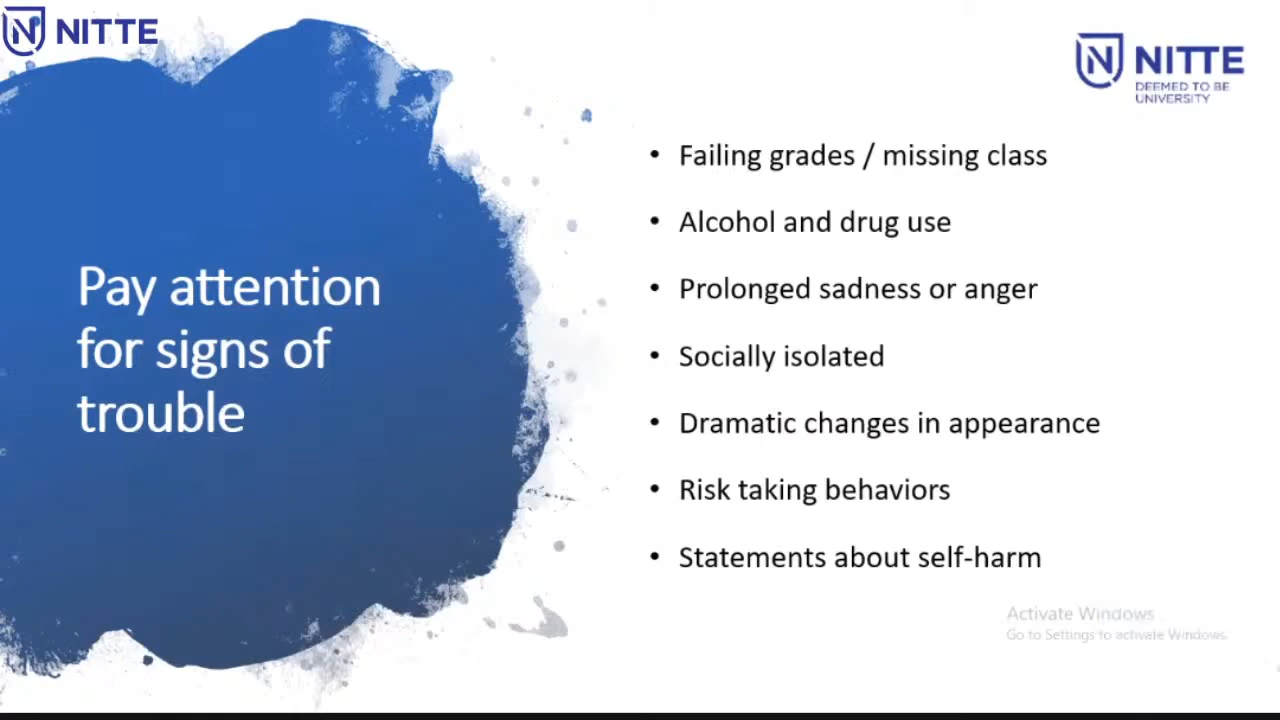 NITTE
NITTE
DEEMED TO BE
UNIVERSITY
Pay attention
for signs of
trouble
• Failing grades / missing class
• Alcohol and drug use
• Prolonged sadness or anger
• Socially isolated
• Dramatic changes in appearance
• Risk taking behaviors
• Statements about self-harm
Activate Windows
Go to Settings to activate Windows.